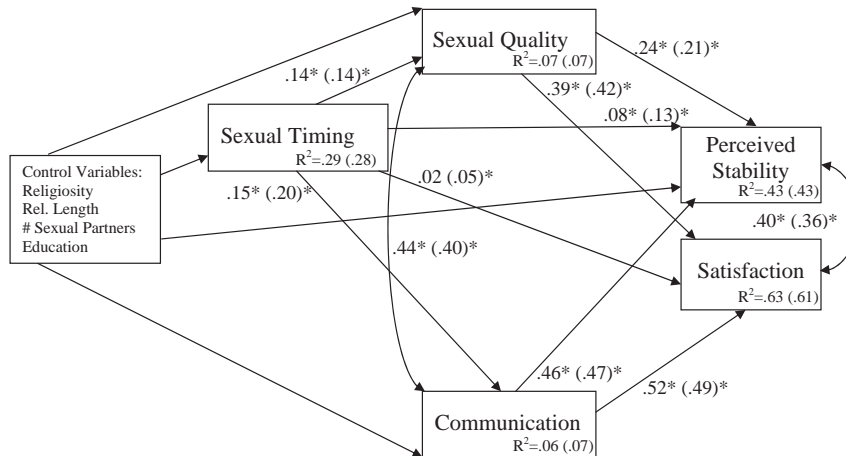 Sexual Quality
R²=.07 (.07)
.24* (.21)*
.14* (.14)*
.39* (.42)*
.08* (.13)*
Sexual Timing
R²=.29 (.28)
Perceived
Stability
R²=.43 (.43)
Control Variables:
Religiosity
Rel. Length
# Sexual Partners
Education
.15* (.20)*
.02 (.05)*
.40* (.36)*
.44* (.40)*
Satisfaction
R²=.63 (.61)
.46* (.47)*
.52* (.49)*
Communication
R²=.06 (.07)